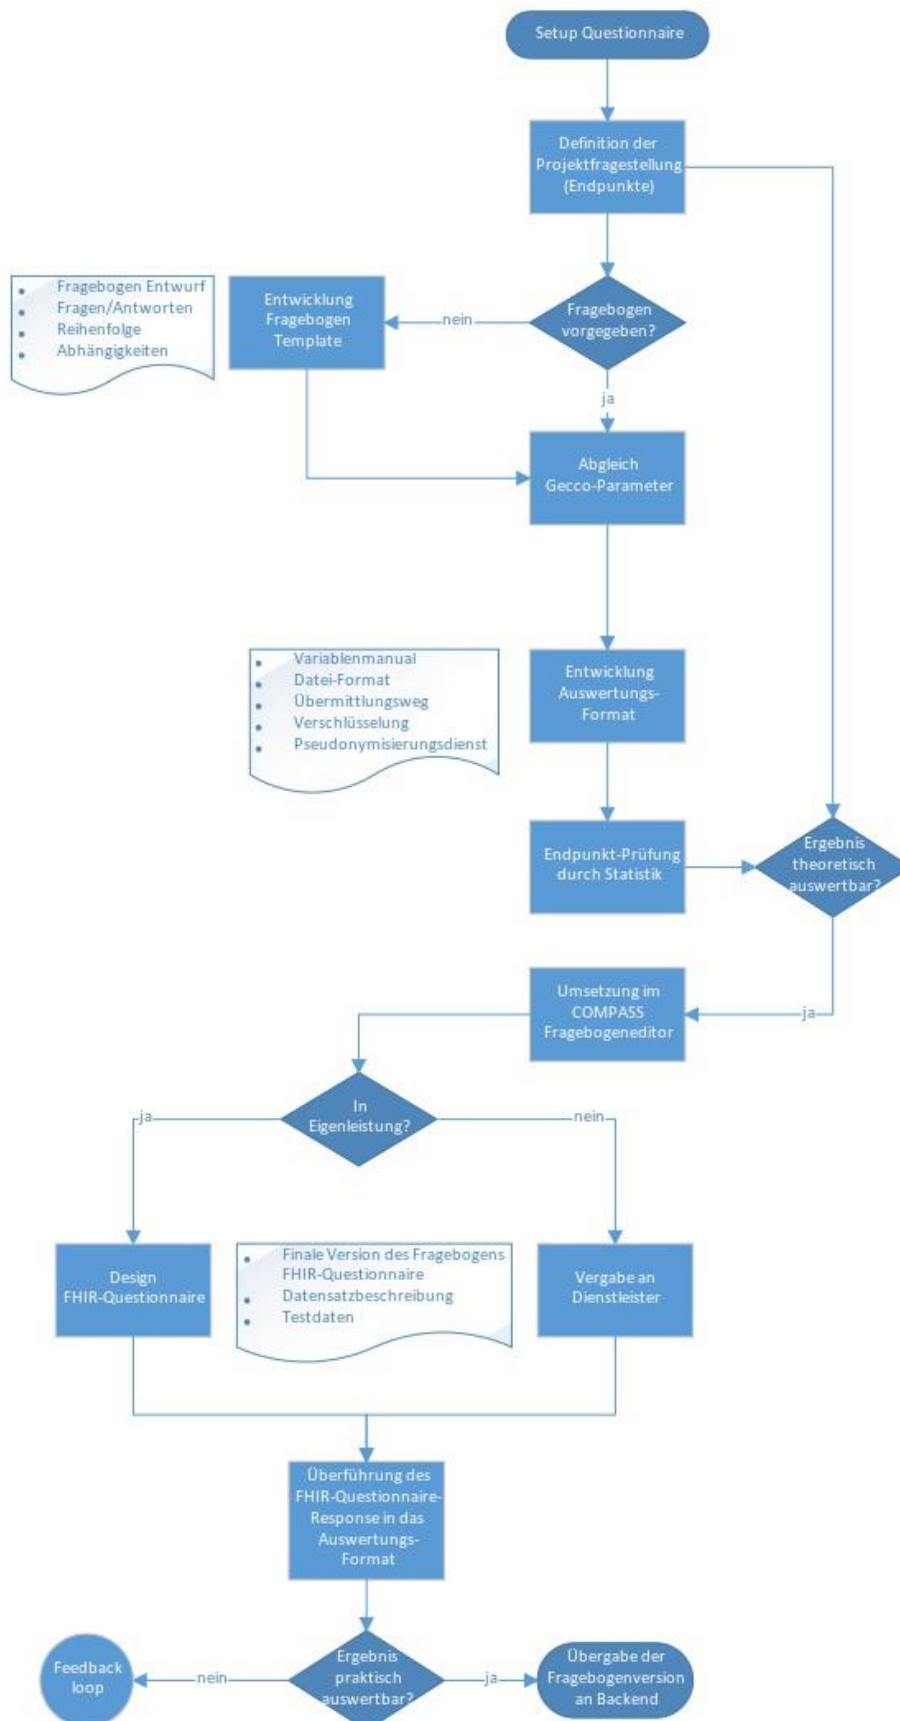 Setup Questionnaire
Definition der
Projektfragestellung
(Endpunkte)
Fragebogen
vorgegeben?
nein
Entwicklung
Fragebogen
Template
Fragebogen Entwurf
Fragen/Antworten
Reihenfolge
Abhängigkeiten
ja
Abgleich
Gecco-Parameter
Variablenmanual
Datei-Format
Übermittlungsweg
Verschlüsselung
Pseudonymisierungsdienst
Entwicklung
Auswertungs-
Format
Endpunkt-Prüfung
durch Statistik
Ergebnis
theoretisch
auswertbar?
ja
Umsetzung im
COMPASS
Fragebogeneditor
In
Eigenleistung?
ja
nein
Design
FHIR-Questionnaire
Finale Version des Fragebogens
FHIR-Questionnaire
Datensatzbeschreibung
Testdaten
Vergabe an
Dienstleister
Überführung des
FHIR-Questionnaire-
Response in das
Auswertungs-
Format
Ergebnis
praktisch
auswertbar?
nein
Feedback
loop
ja
Übergabe der
Fragebogenversion
an Backend